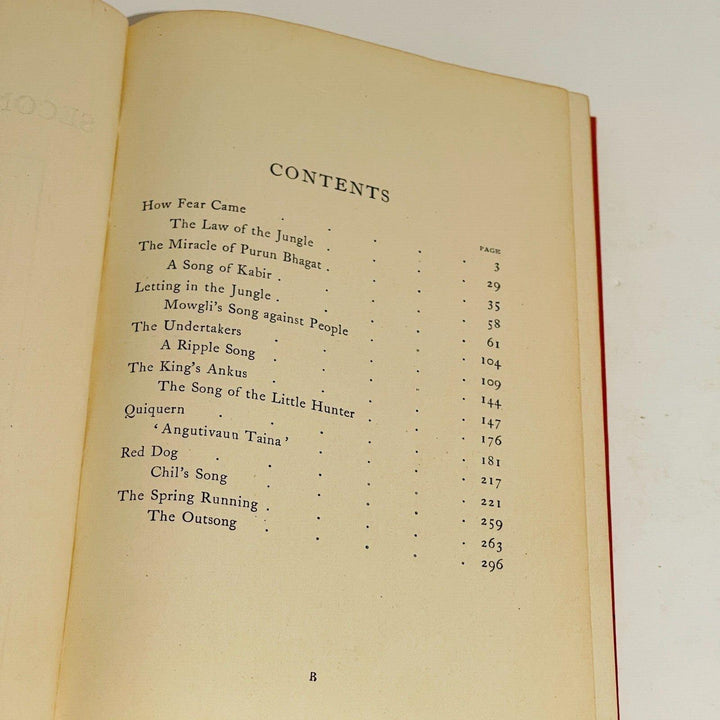 SECON
CONTENTS
PAGE
How Fear Came . . . . . 3
The Law of the Jungle . . . . 29
The Miracle of Purun Bhagat . . . . 35
A Song of Kabir . . . . . 58
Letting in the Jungle . . . . . 61
Mowgli's Song against People . . . 104
The Undertakers . . . . . 109
A Ripple Song . . . . . 144
The King's Ankus . . . . . 147
The Song of the Little Hunter . . . 176
Quiquern . . . . . 181
‘Angutivaun Taina’ . . . . 217
Red Dog . . . . . 221
Chil's Song . . . . . 259
The Spring Running . . . . . 263
The Outsong . . . . . 296
B